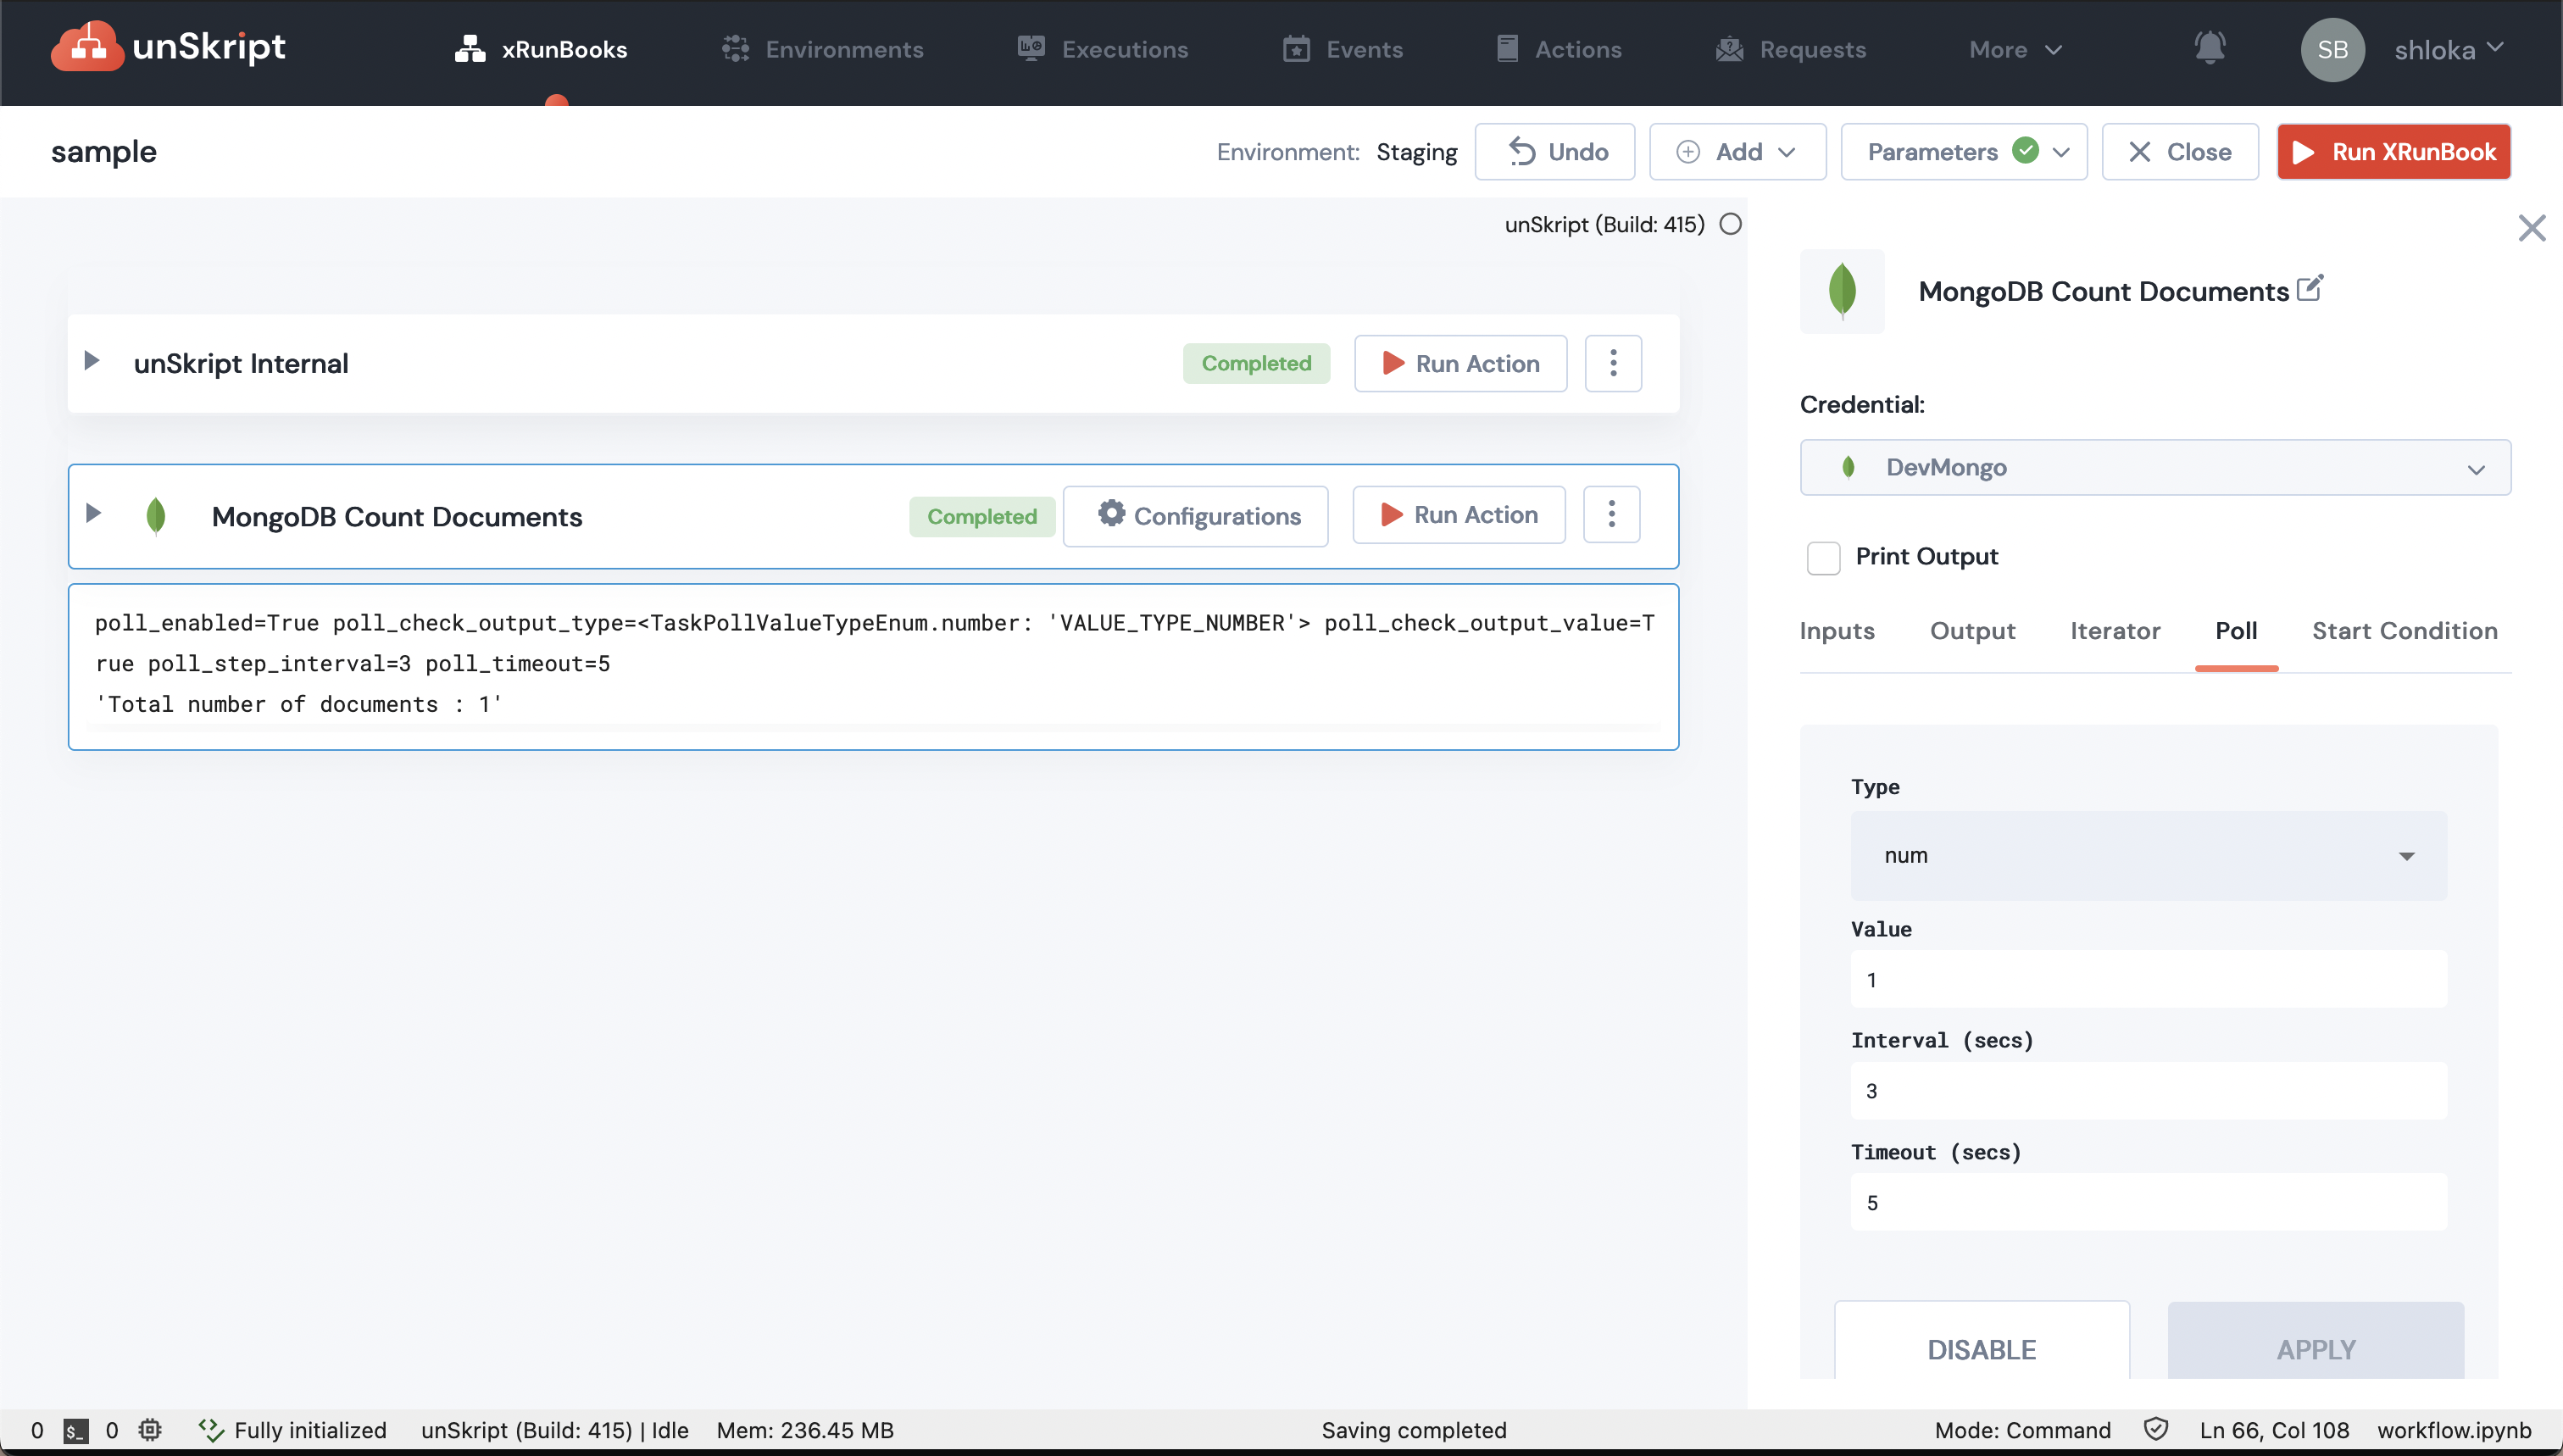 unSkript
xRunBooks
Environments
Executions
Events
Actions
Requests
More
SB
shloka
sample
Environment: Staging
Undo
Add
Parameters
Close
Run XRunBook
unSkript (Build: 415)
unSkript Internal
Completed
Run Action
MongoDB Count Documents
Completed
Configurations
Run Action
poll_enabled=True poll_check_output_type=<TaskPollValueTypeEnum.number: 'VALUE_TYPE_NUMBER'> poll_check_output_value=T
rue poll_step_interval=3 poll_timeout=5
'Total number of documents : 1'
MongoDB Count Documents
Credential:
DevMongo
Print Output
Inputs
Output
Iterator
Poll
Start Condition
Type
num
Value
1
Interval (secs)
3
Timeout (secs)
5
DISABLE
APPLY
0
$_
0
Fully initialized
unSkript (Build: 415) | Idle
Mem: 236.45 MB
Saving completed
Mode: Command
Ln 66, Col 108
workflow.ipynb